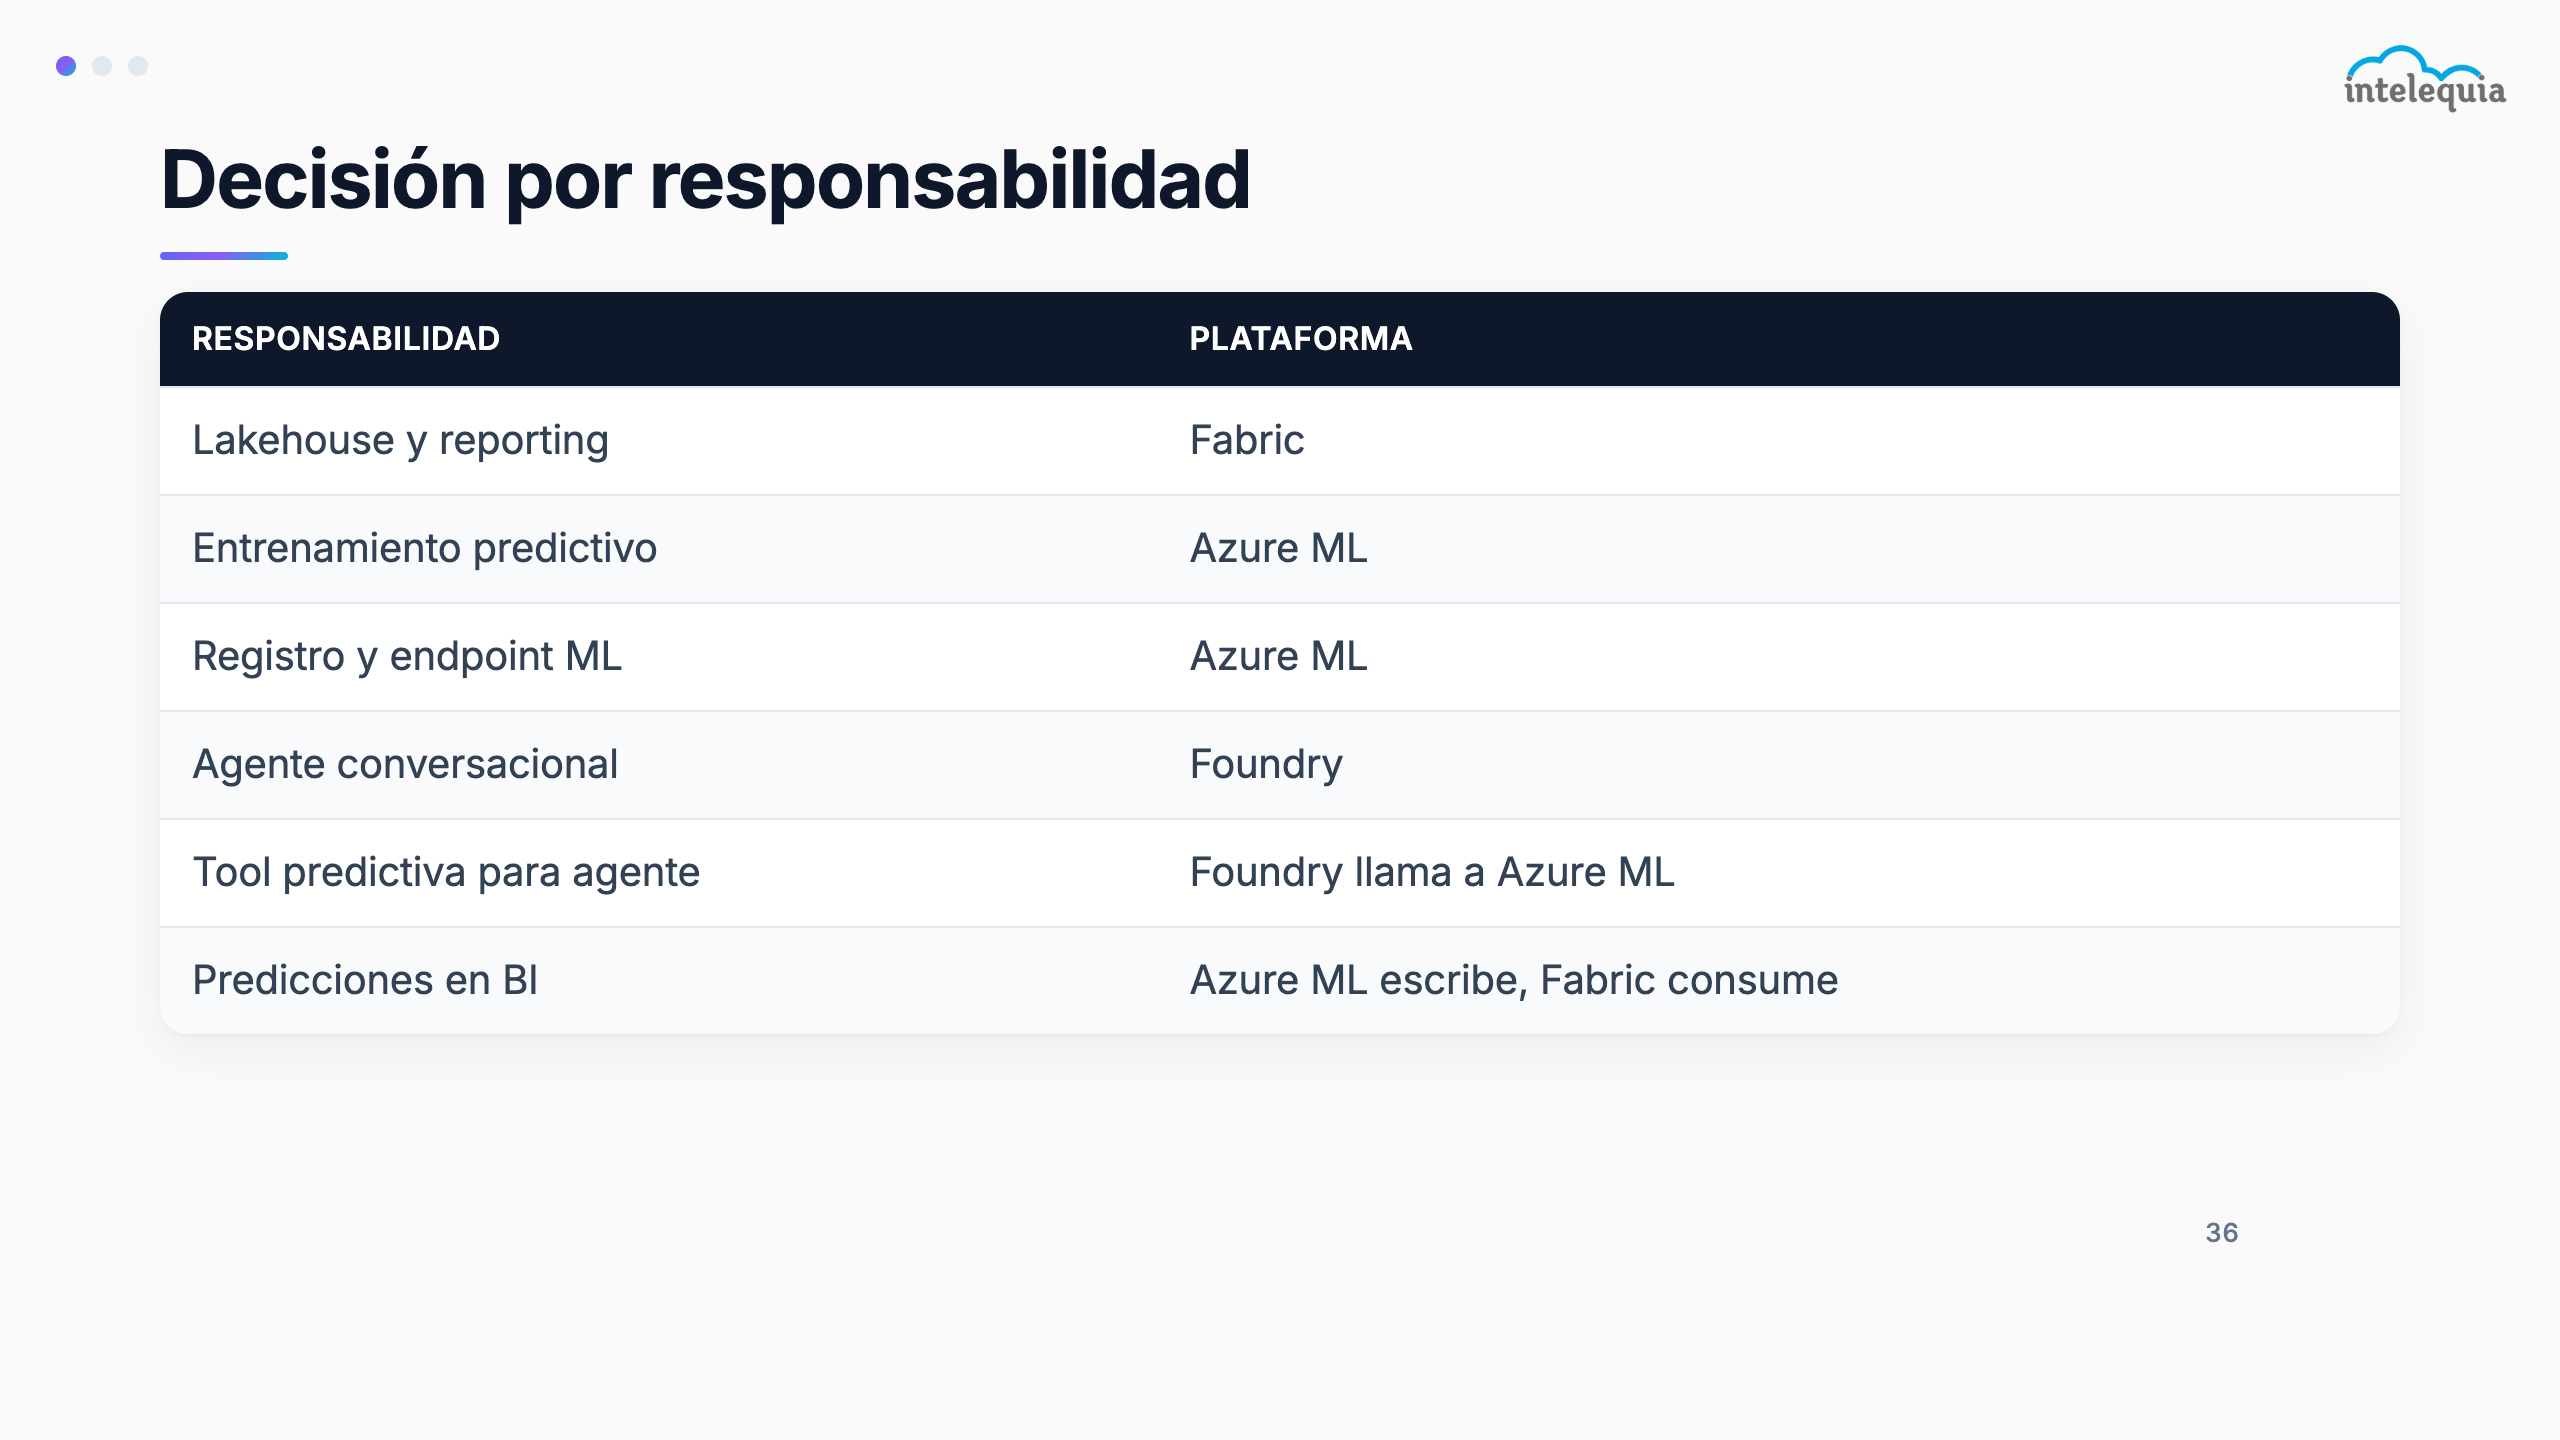 intelequia
Decisión por responsabilidad
RESPONSABILIDAD PLATAFORMA
Lakehouse y reporting Fabric
Entrenamiento predictivo Azure ML
Registro y endpoint ML Azure ML
Agente conversacional Foundry
Tool predictiva para agente Foundry llama a Azure ML
Predicciones en BI Azure ML escribe, Fabric consume
36